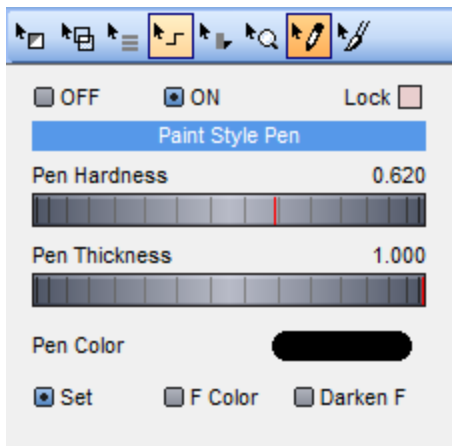 OFF ON Lock
Paint Style Pen
Pen Hardness 0.620
Pen Thickness 1.000
Pen Color
Set F Color Darken F